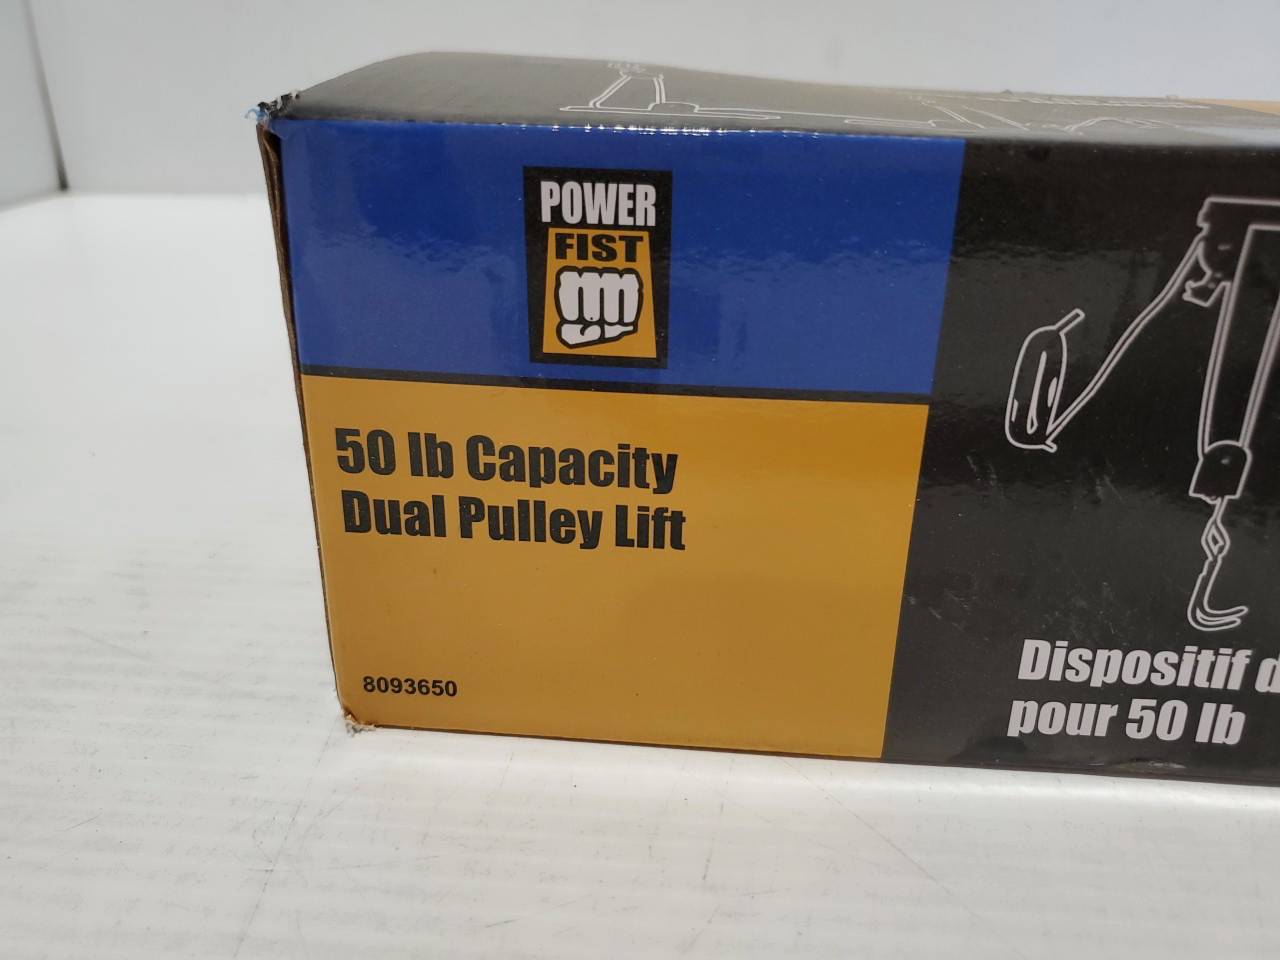 POWER
FIST
50 lb Capacity
Dual Pulley Lift
8093650
Dispositif
pour 50 lb